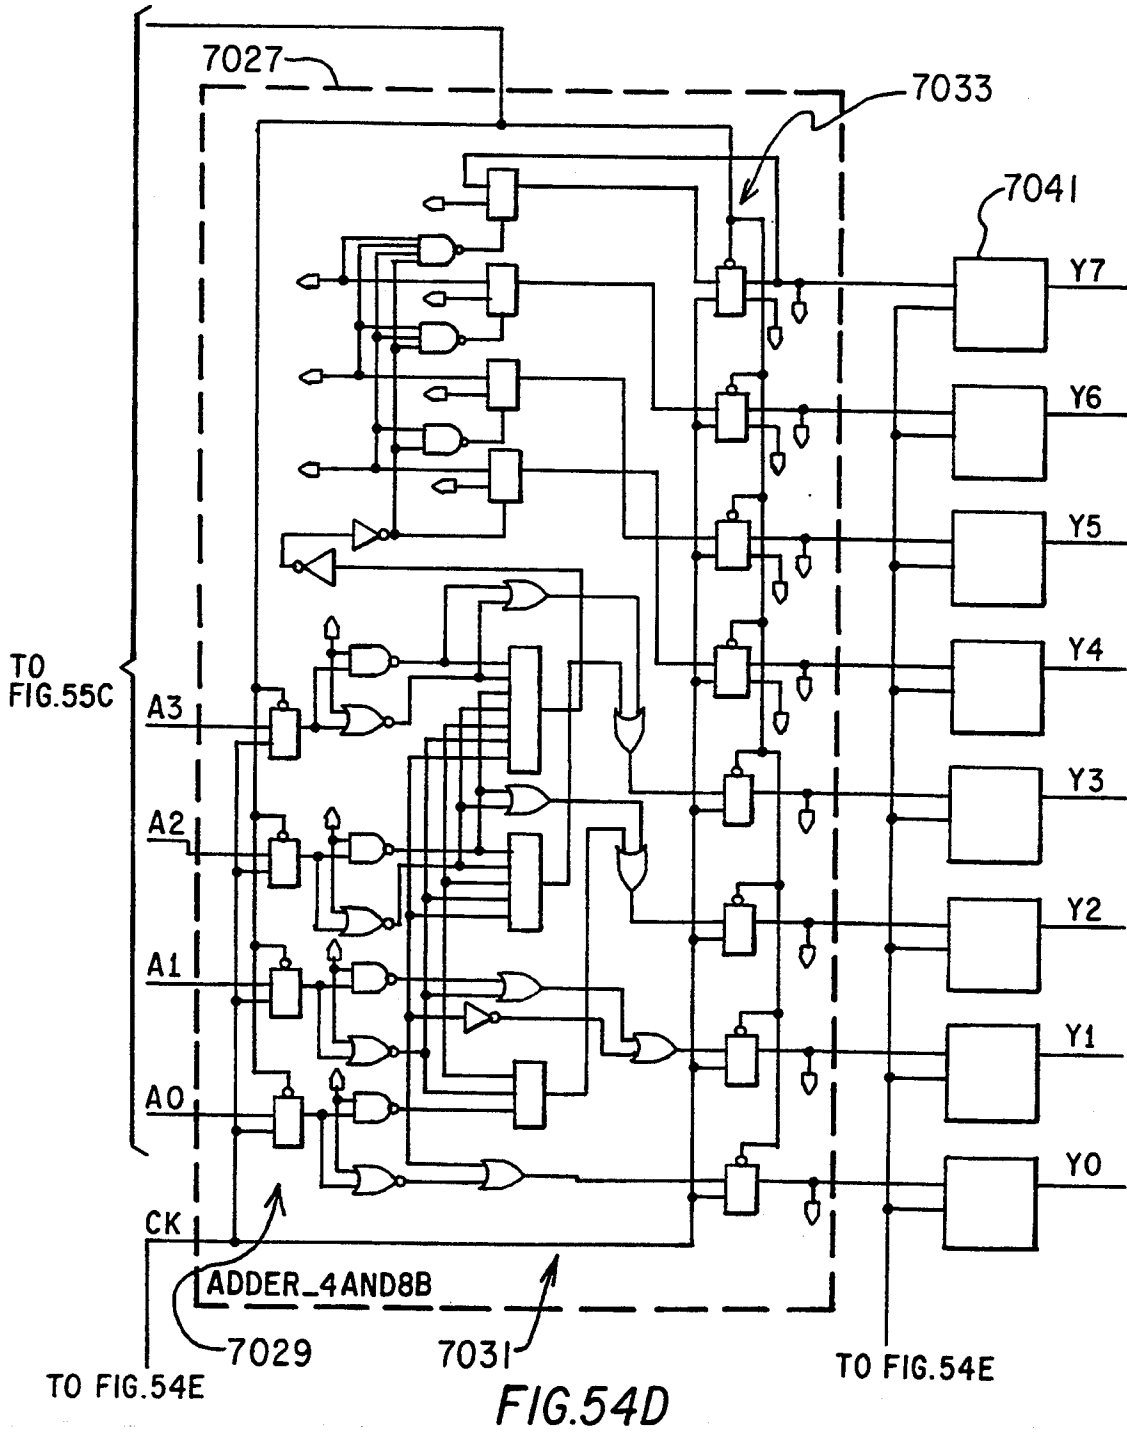 7027
7033
7041
Y7
Y6
Y5
TO
FIG.55C
Y4
A3
Y3
A2
Y2
A1
Y1
A0
Y0
CK
ADDER_4AND8B
7029
7031
TO FIG.54E
TO FIG.54E
FIG.54D